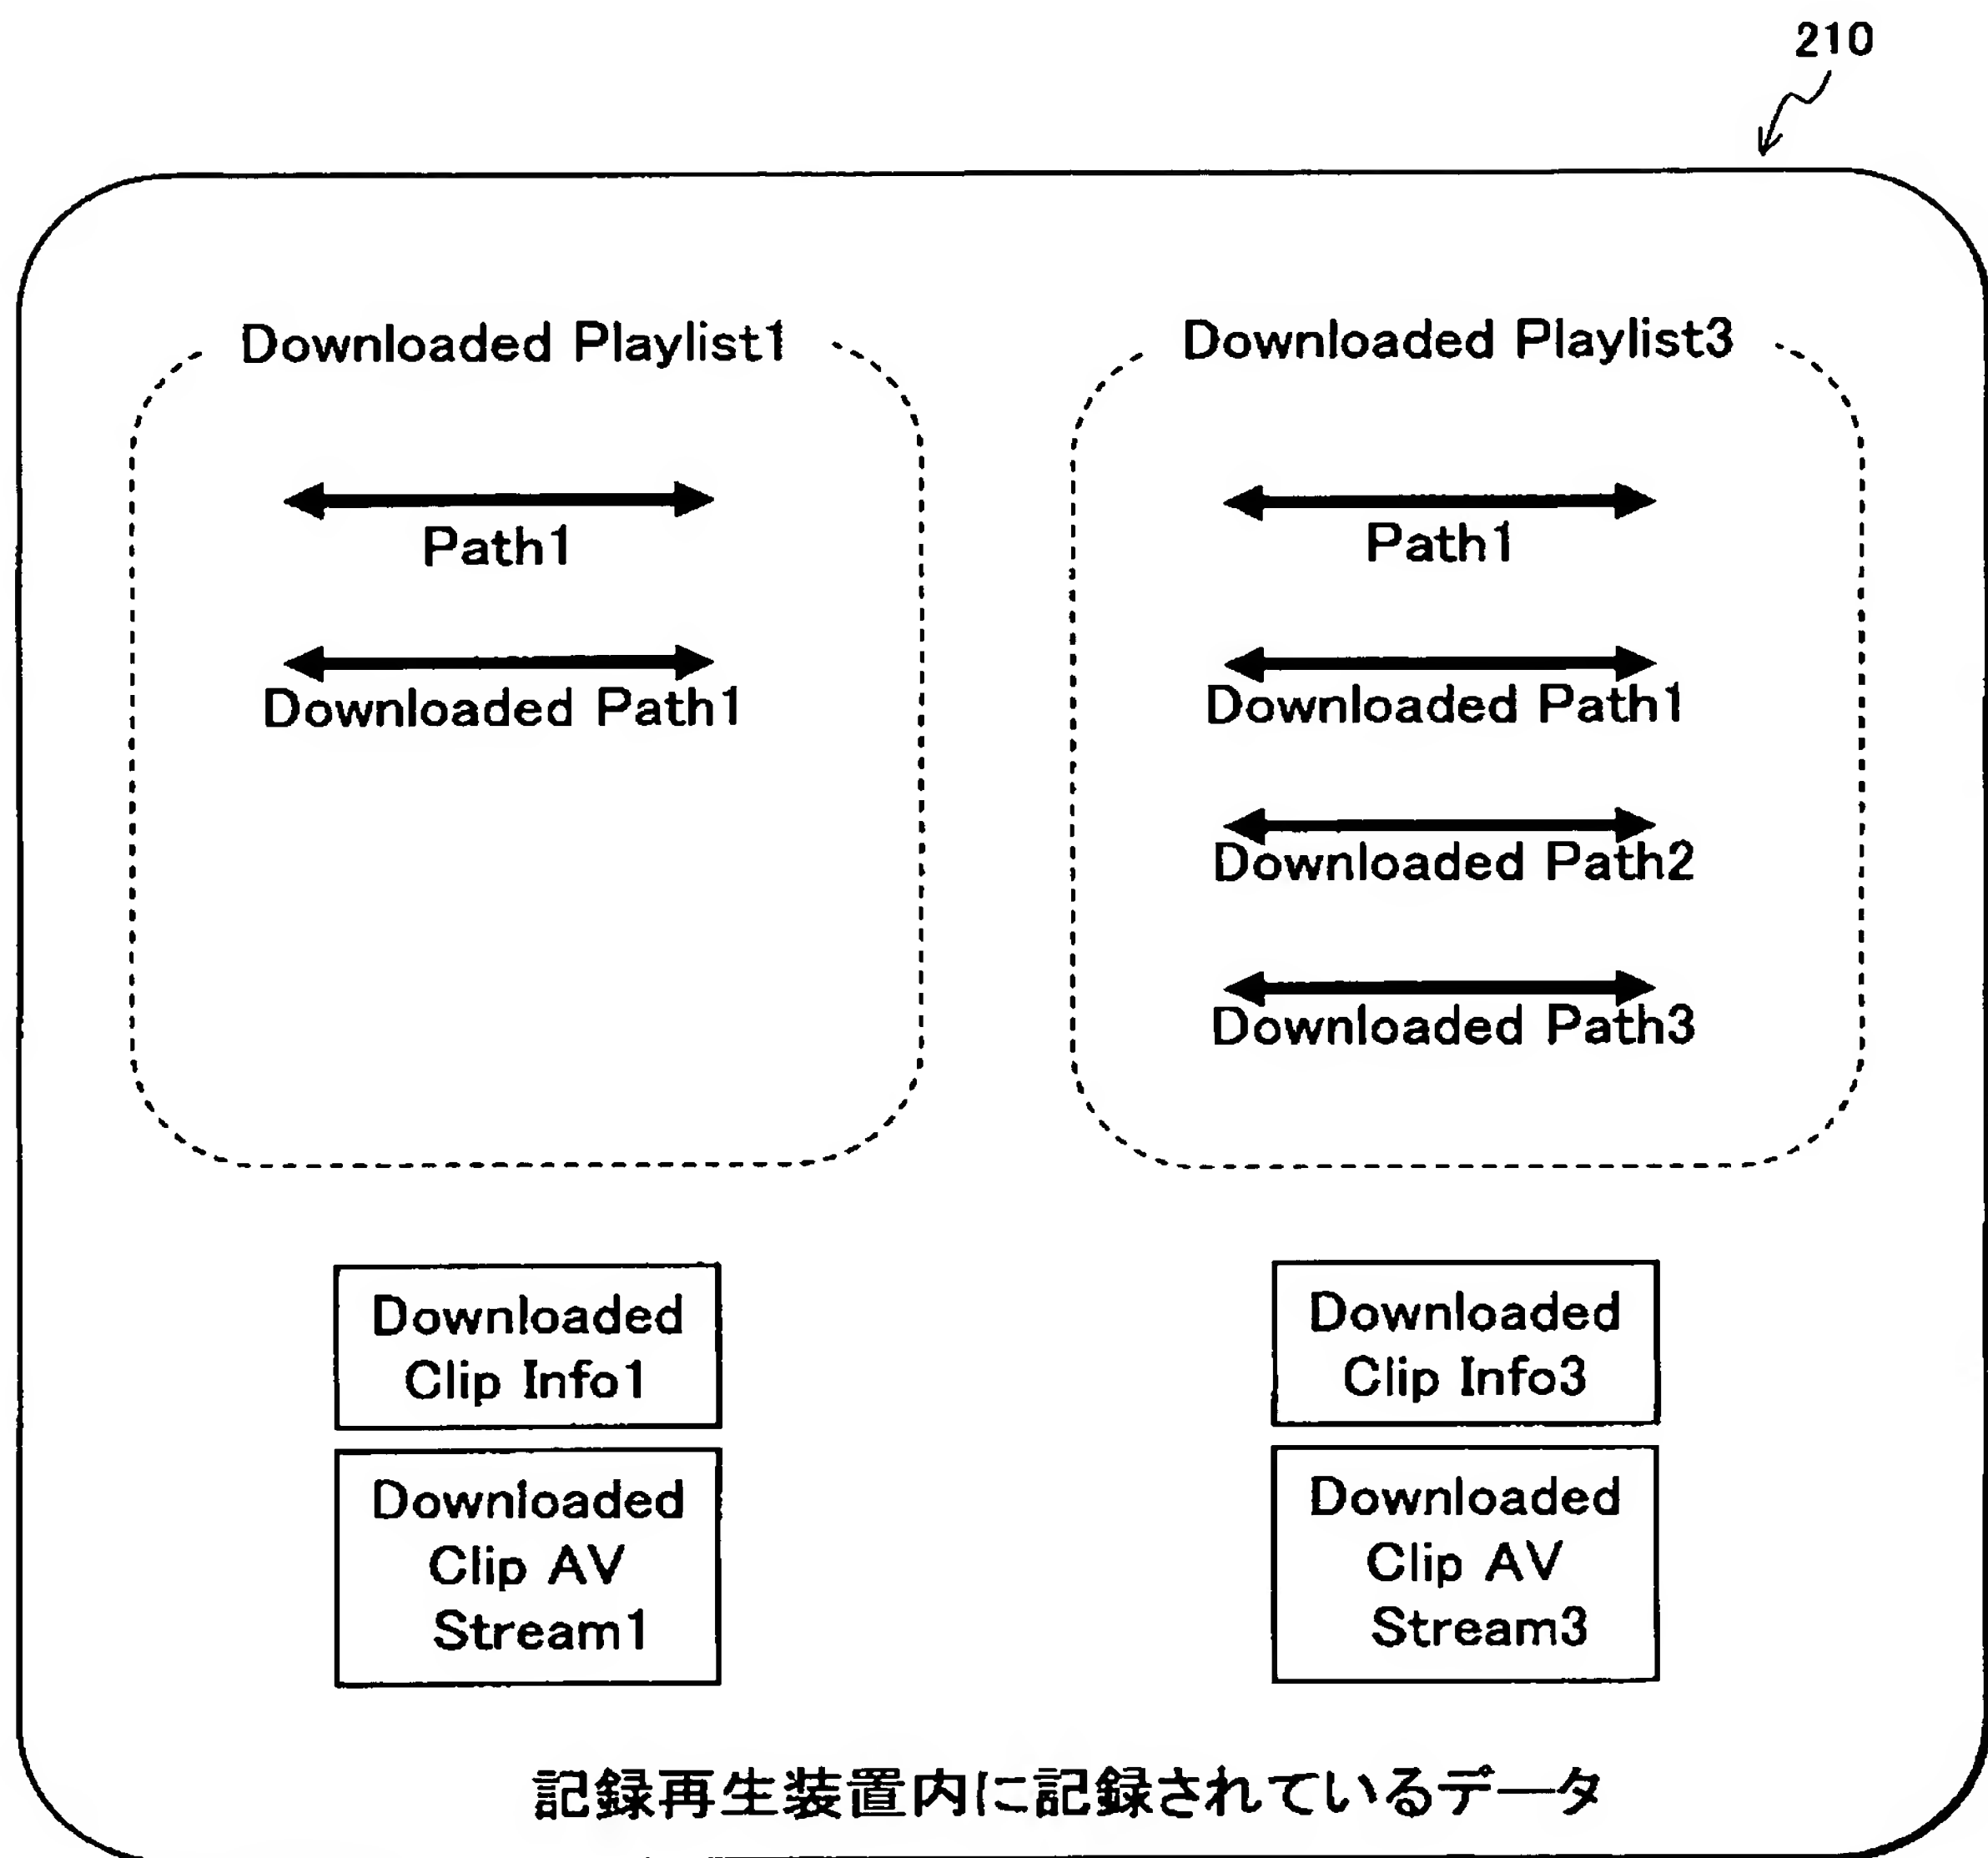 210
Downloaded Playlist1
Path1
Downloaded Path1
Downloaded Playlist3
Path1
Downloaded Path1
Downloaded Path2
Downloaded Path3
Downloaded
Clip Info1
Downloaded
Clip AV
Stream1
Downloaded
Clip Info3
Downloaded
Clip AV
Stream3
記録再生装置内に記録されているデータ